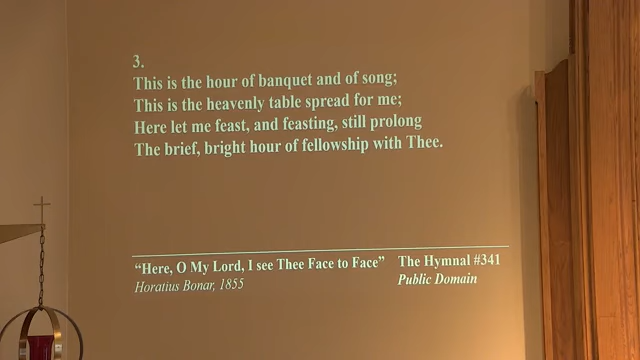 3.
This is the hour of banquet and of song;
This is the heavenly table spread for me;
Here let me feast, and feasting, still prolong
The brief, bright hour of fellowship with Thee.
“Here, O My Lord, I see Thee Face to Face” The Hymnal #341
Horatius Bonar, 1855 Public Domain